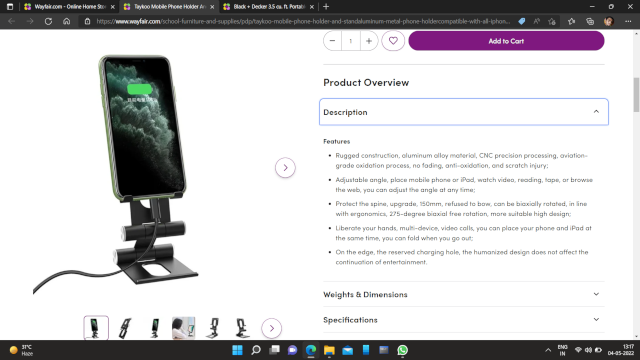 Wayfair.com - Online Home Store
Taykoo Mobile Phone Holder An
Black + Decker 3.5 cu. ft. Portab
https://www.wayfair.com/school-furniture-and-supplies/pdp/taykoo-mobile-phone-holder-and-standaluminum-metal-phone-holdercompatible-with-all-iphon...
1
Add to Cart
Product Overview
Description
Features
Rugged construction, aluminum alloy material, CNC precision processing, aviation-
grade oxidation process, no fading, anti-oxidation, and scratch injury;
Adjustable angle, place mobile phone or iPad, watch video, reading, tape, or browse
the web, you can adjust the angle at any time;
Protect the spine, upgrade, 150mm, refused to bow, can be biaxially rotated, in line
with ergonomics, 275-degree biaxial free rotation, more suitable high design;
Liberate your hands, multi-device, video calls, you can place your phone and iPad at
the same time, you can fold when you go out;
On the edge, the reserved charging hole, the humanized design does not affect the
continuation of entertainment.
Weights & Dimensions
Specifications
31°C
Haze
ENG
IN
13:17
04-05-2022